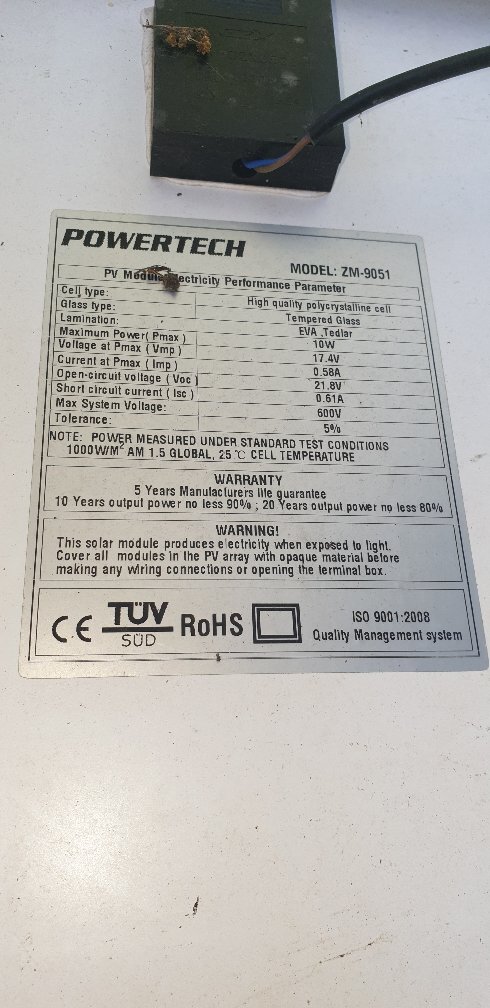 POWERTECH
MODEL: ZM-9051
PV Module Electricity Performance Parameter
Cell type: High quality polycrystalline cell
Glass type: Tempered Glass
Lamination: EVA ,Tedlar
Maximum Power( Pmax ) 10W
Voltage at Pmax ( Vmp ) 17.4V
Current at Pmax ( Imp ) 0.58A
Open-circuit voltage ( Voc ) 21.8V
Short circuit current ( Isc ) 0.61A
Max System Voltage: 600V
Tolerance: 5%
NOTE: POWER MEASURED UNDER STANDARD TEST CONDITIONS
1000W/M² AM 1.5 GLOBAL, 25 ℃ CELL TEMPERATURE
WARRANTY
5 Years Manufacturers life guarantee
10 Years output power no less 90% ; 20 Years output power no less 80%
WARNING!
This solar module produces electricity when exposed to light.
Cover all modules in the PV array with opaque material before
making any wiring connections or opening the terminal box.
CE TÜV SÜD RoHS
ISO 9001:2008
Quality Management system